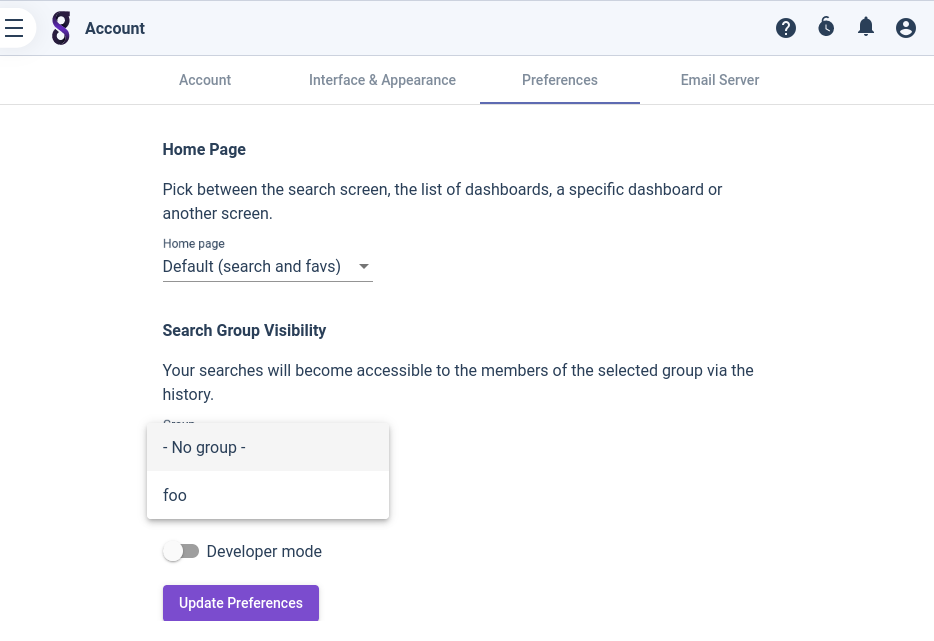 Account
Account
Interface & Appearance
Preferences
Email Server
Home Page
Pick between the search screen, the list of dashboards, a specific dashboard or
another screen.
Home page
Default (search and favs)
Search Group Visibility
Your searches will become accessible to the members of the selected group via the
history.
Group
- No group -
foo
Developer mode
Update Preferences